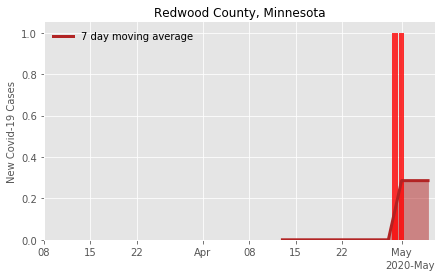 Redwood County, Minnesota
7 day moving average
New Covid-19 Cases
1.0
0.8
0.6
0.4
0.2
0.0
08 15 22 Apr 08 15 22 May
2020-May